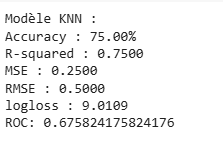 Modèle KNN :
Accuracy : 75.00%
R-squared : 0.7500
MSE : 0.2500
RMSE : 0.5000
logloss : 9.0109
ROC: 0.675824175824176